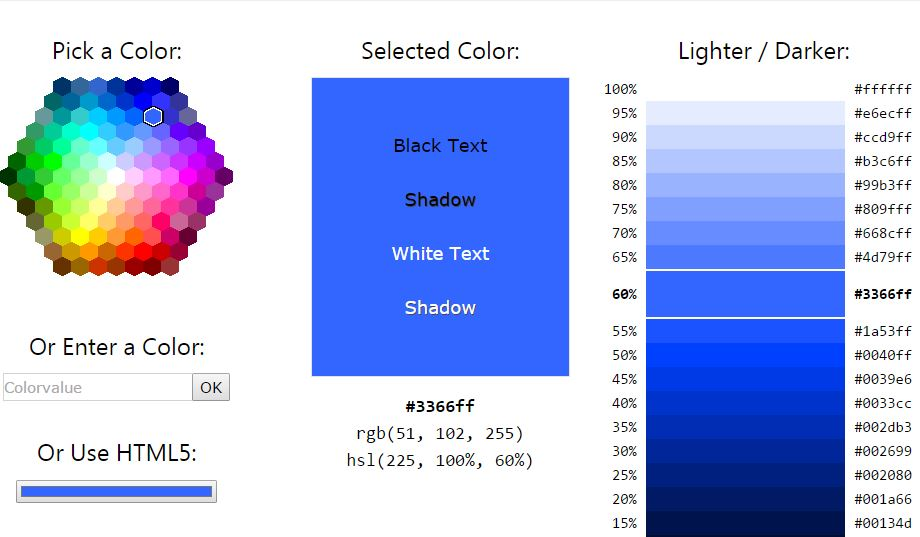 Pick a Color:
Or Enter a Color:
Colorvalue OK
Or Use HTML5:
Selected Color:
Black Text
Shadow
White Text
Shadow
#3366ff
rgb(51, 102, 255)
hsl(225, 100%, 60%)
Lighter / Darker:
100% #ffffff
95% #e6ecff
90% #ccd9ff
85% #b3c6ff
80% #99b3ff
75% #809fff
70% #668cff
65% #4d79ff
60% #3366ff
55% #1a53ff
50% #0040ff
45% #0039e6
40% #0033cc
35% #002db3
30% #002699
25% #002080
20% #001a66
15% #00134d